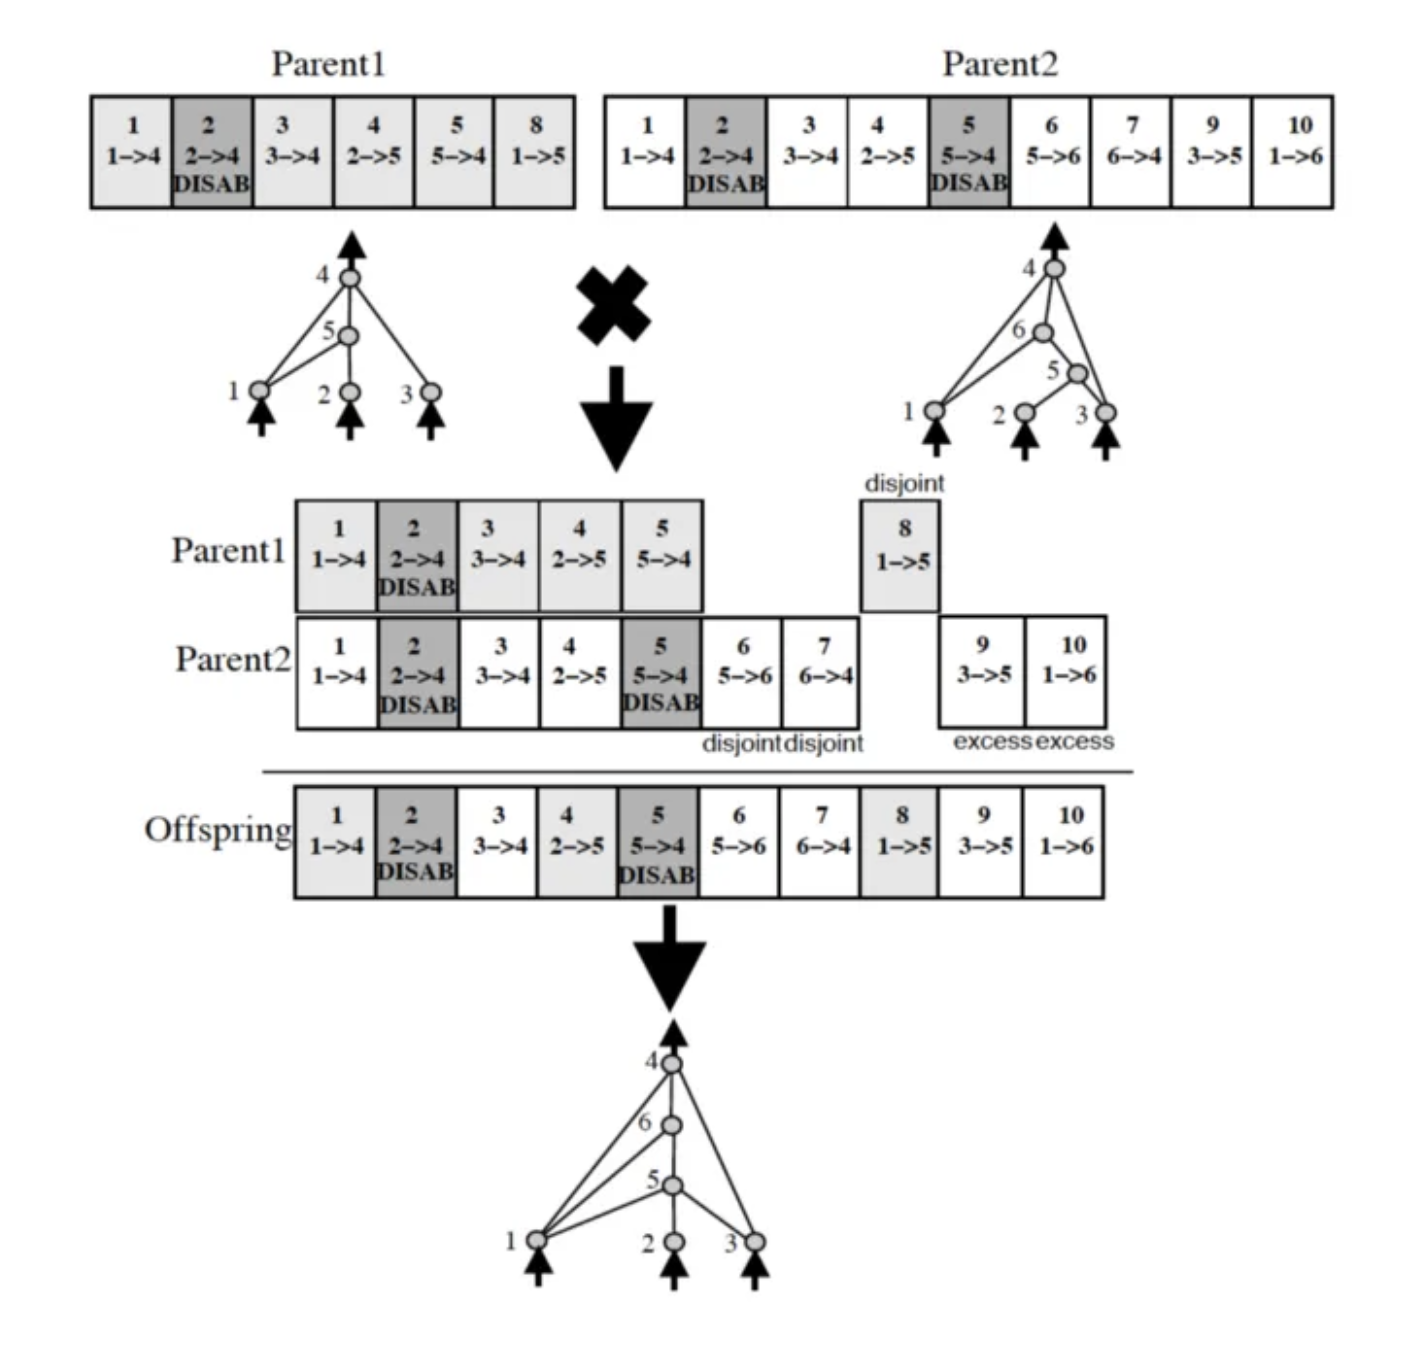 Parent1
Parent2
1 2 3 4 5 8
1->4 2->4 3->4 2->5 5->4 1->5
DISAB
1 2 3 4 5 6 7 9 10
1->4 2->4 3->4 2->5 5->4 5->6 6->4 3->5 1->6
DISAB DISAB
4
5
1 2 3
4
6
5
1 2 3
disjoint
Parent1
1 2 3 4 5 8
1->4 2->4 3->4 2->5 5->4 1->5
DISAB
Parent2
1 2 3 4 5 6 7 9 10
1->4 2->4 3->4 2->5 5->4 5->6 6->4 3->5 1->6
DISAB DISAB
disjoint disjoint excess excess
Offspring
1 2 3 4 5 6 7 8 9 10
1->4 2->4 3->4 2->5 5->4 5->6 6->4 1->5 3->5 1->6
DISAB DISAB
4
6
5
1 2 3